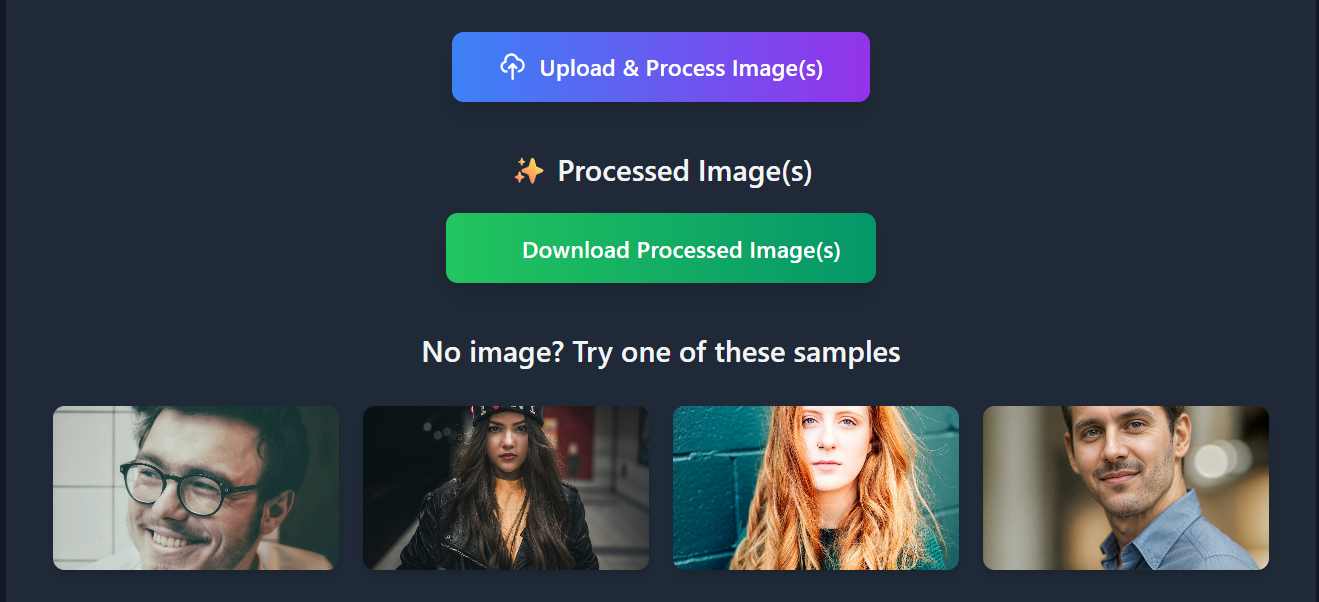 Upload & Process Image(s)
✨ Processed Image(s)
Download Processed Image(s)
No image? Try one of these samples